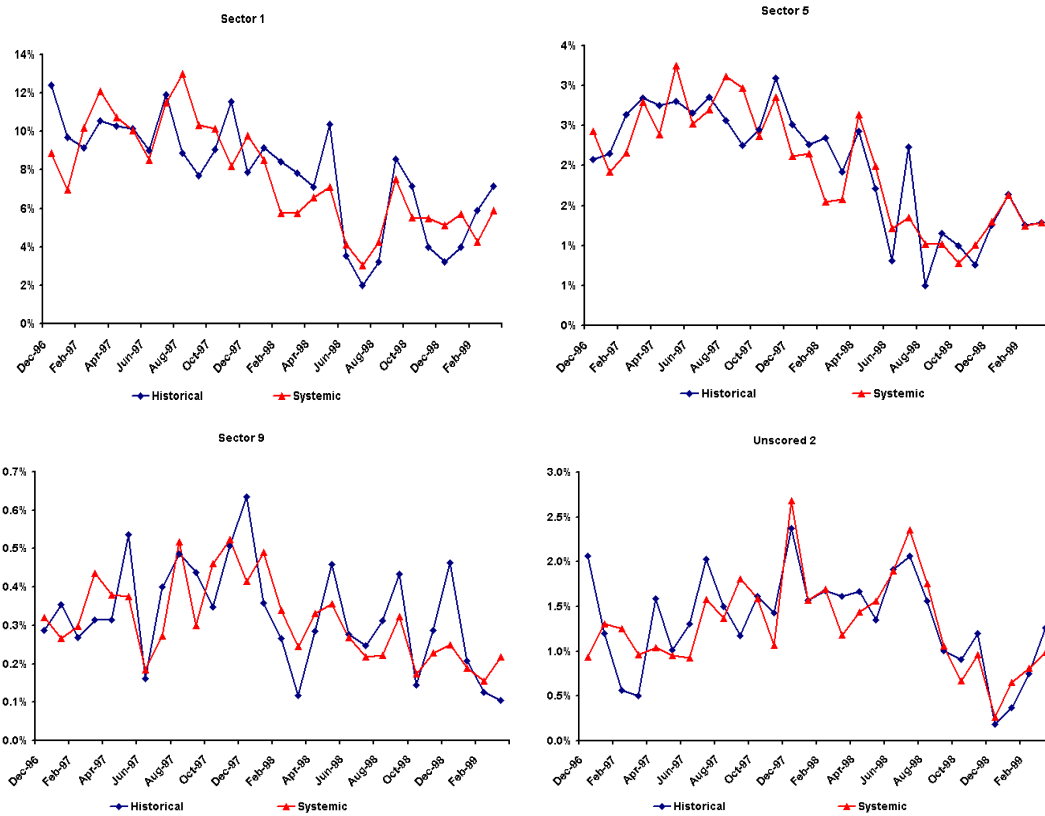 Sector 1
14%
12%
10%
8%
6%
4%
2%
0%
Dec-96 Feb-97 Apr-97 Jun-97 Aug-97 Oct-97 Dec-97 Feb-98 Apr-98 Jun-98 Aug-98 Oct-98 Dec-98 Feb-99
Historical Systemic
Sector 5
4%
3%
3%
2%
2%
1%
1%
0%
Dec-96 Feb-97 Apr-97 Jun-97 Aug-97 Oct-97 Dec-97 Feb-98 Apr-98 Jun-98 Aug-98 Oct-98 Dec-98 Feb-99
Historical Systemic
Sector 9
0.7%
0.6%
0.5%
0.4%
0.3%
0.2%
0.1%
0.0%
Dec-96 Feb-97 Apr-97 Jun-97 Aug-97 Oct-97 Dec-97 Feb-98 Apr-98 Jun-98 Aug-98 Oct-98 Dec-98 Feb-99
Historical Systemic
Unscored 2
3.0%
2.5%
2.0%
1.5%
1.0%
0.5%
0.0%
Dec-96 Feb-97 Apr-97 Jun-97 Aug-97 Oct-97 Dec-97 Feb-98 Apr-98 Jun-98 Aug-98 Oct-98 Dec-98 Feb-99
Historical Systemic